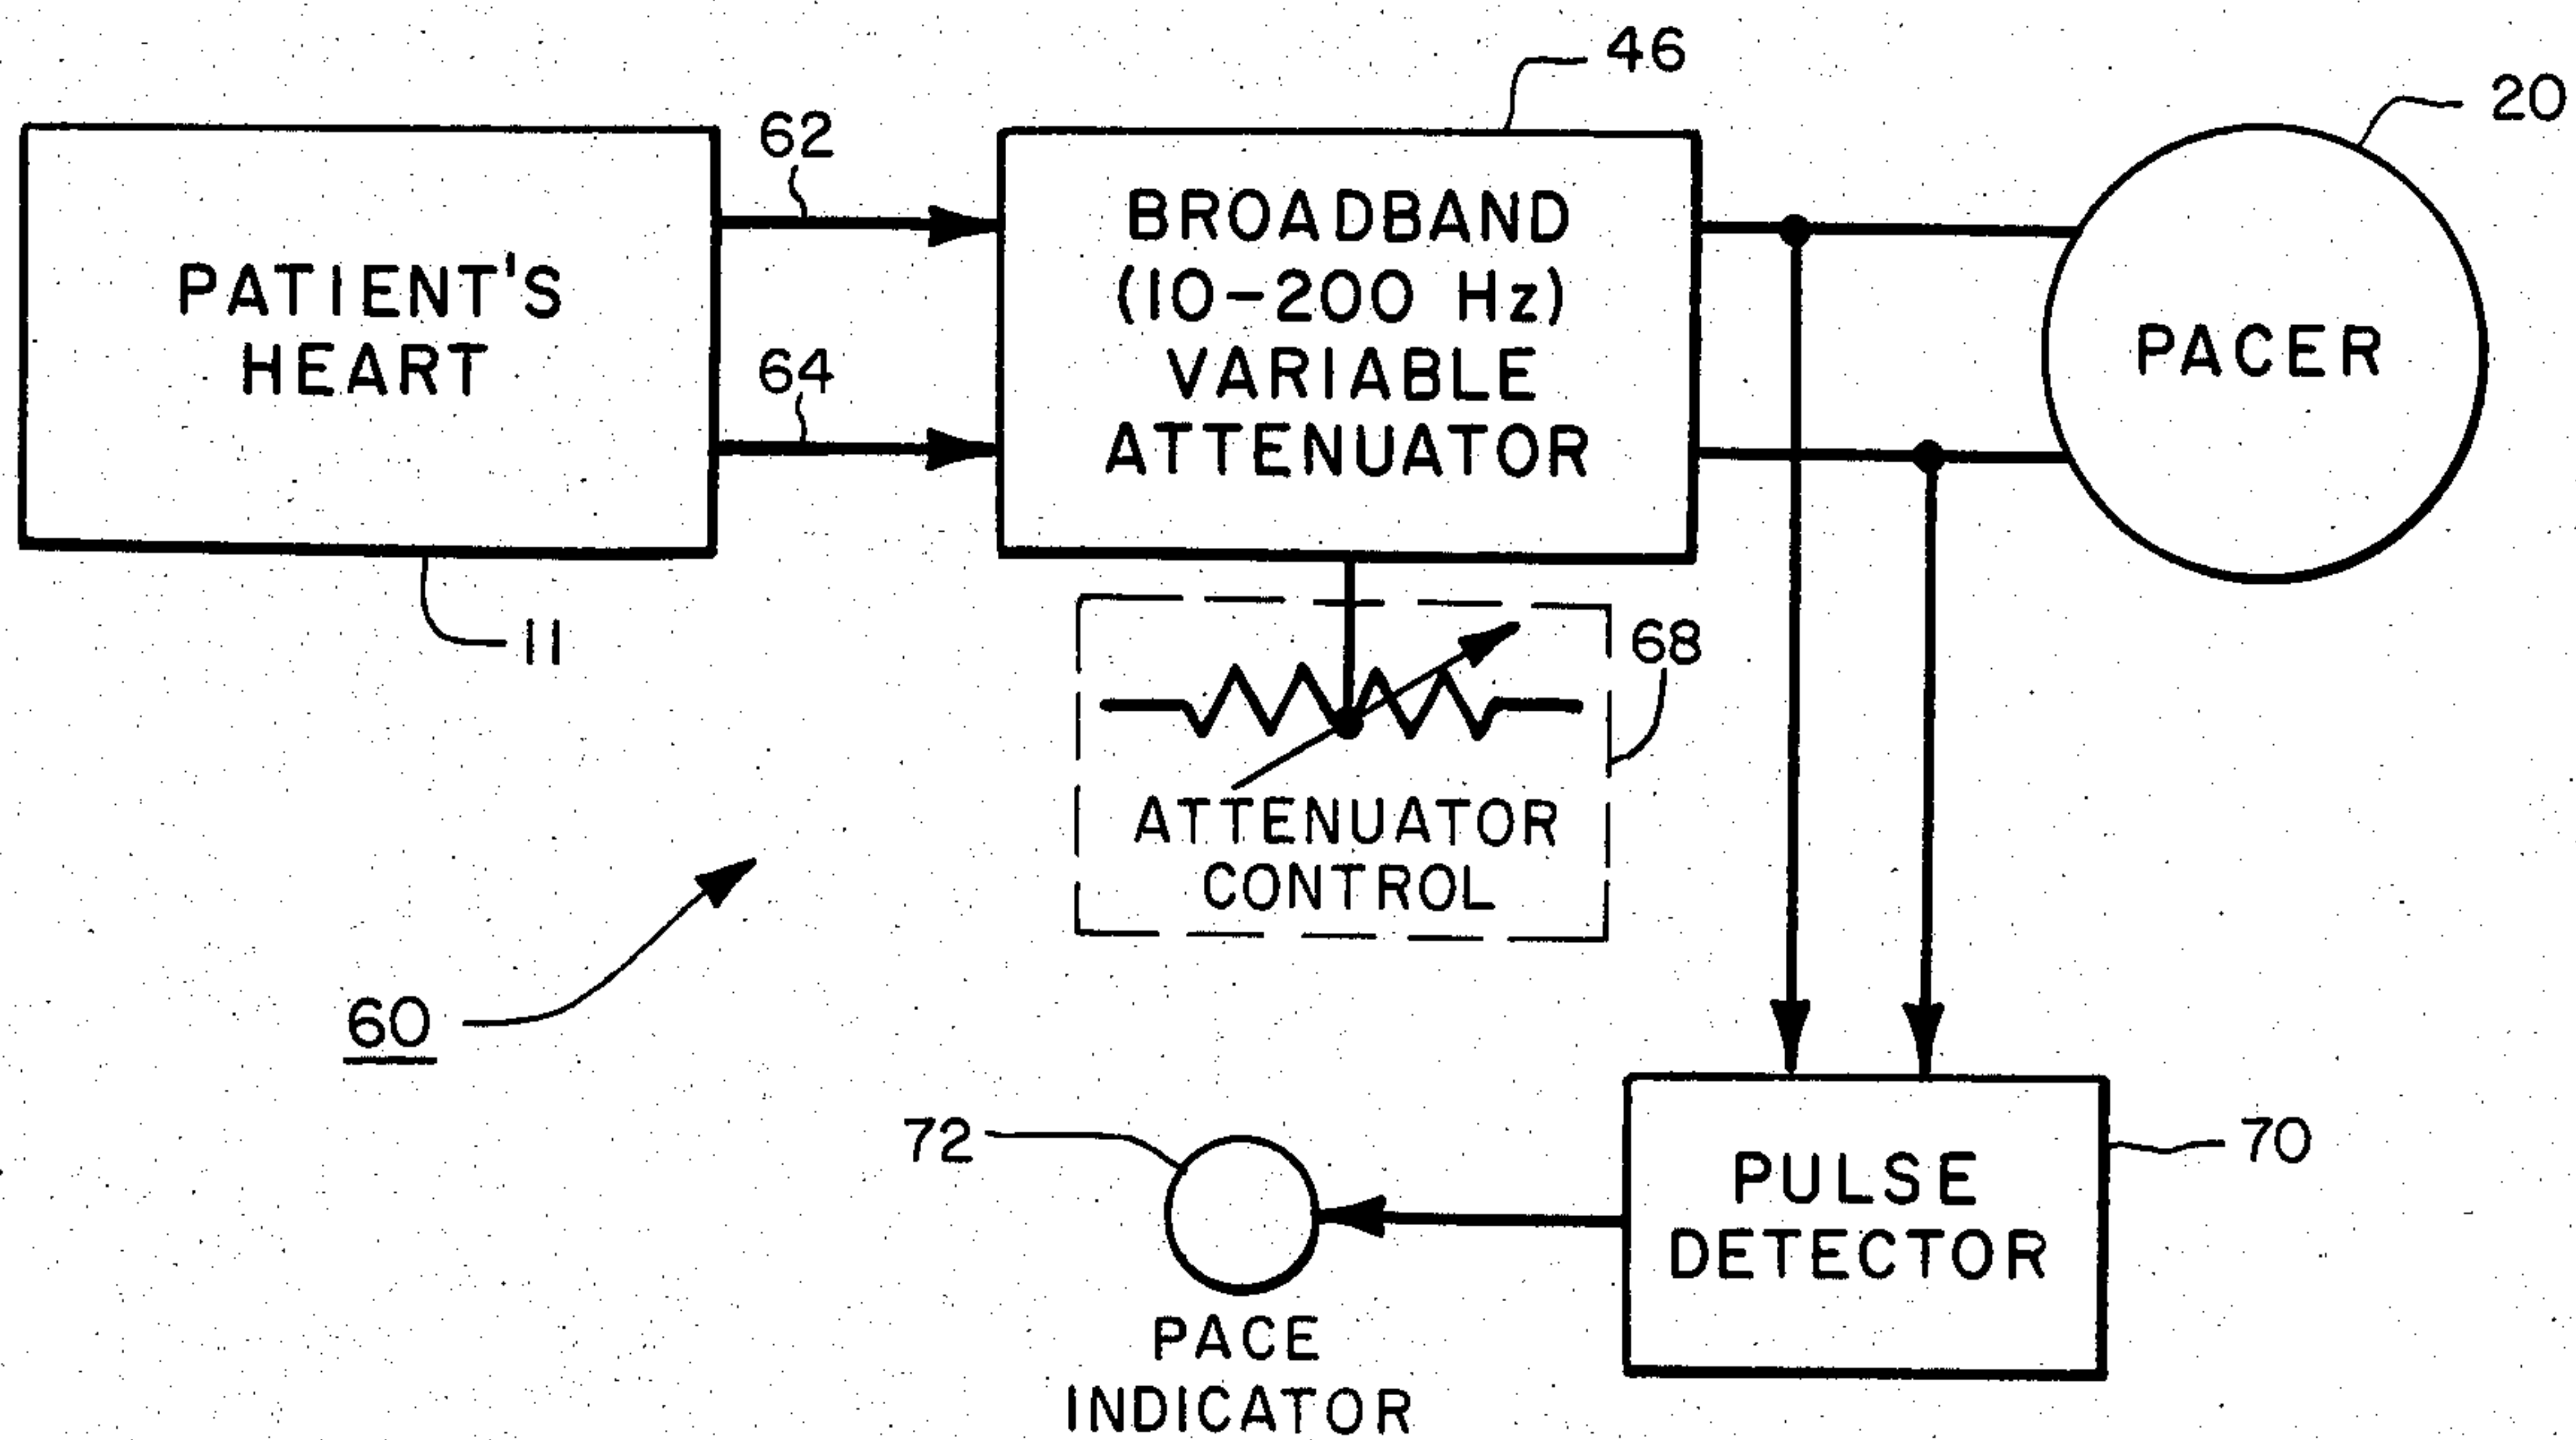 46
20
62
PATIENT'S
HEART
64
BROADBAND
(10-200 Hz)
VARIABLE
ATTENUATOR
PACER
11
68
ATTENUATOR
CONTROL
60
72
PACE
INDICATOR
PULSE
DETECTOR
70